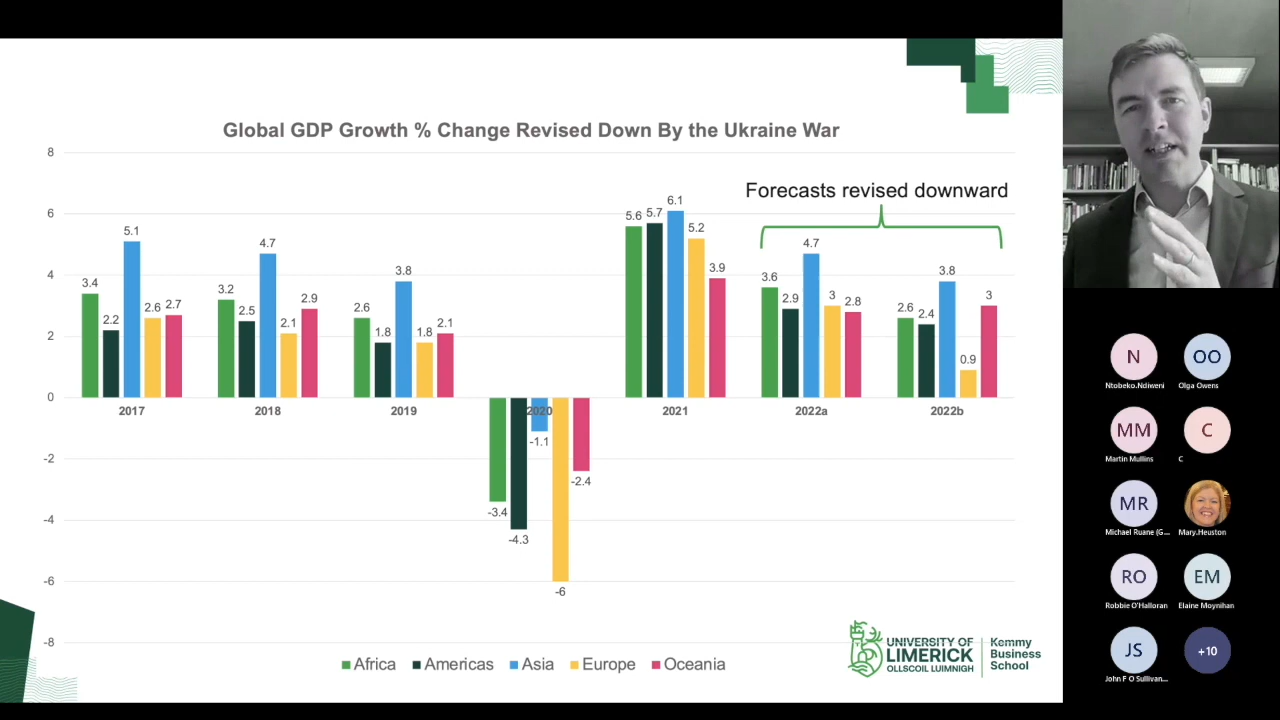 Global GDP Growth % Change Revised Down By the Ukraine War
Forecasts revised downward
8
6
4
2
0
-2
-4
-6
-8
3.4
2.2
5.1
2.6
2.7
3.2
2.5
4.7
2.1
2.9
2.6
1.8
3.8
1.8
2.1
-3.4
-4.3
-1.1
-6
-2.4
5.6
5.7
6.1
5.2
3.9
3.6
2.9
4.7
3
2.8
2.6
2.4
3.8
0.9
3
2017
2018
2019
2020
2021
2022a
2022b
Africa
Americas
Asia
Europe
Oceania
UNIVERSITY OF
LIMERICK
OLLSCOIL LUIMNIGH
Kemmy
Business
School
N
Ntobeko.Ndiweni
OO
Olga Owens
MM
Martin Mullins
C
C
MR
Michael Ruane (G...
Mary.Heuston
RO
Robbie O'Halloran
EM
Elaine Moynihan
JS
John F O Sullivan...
+10